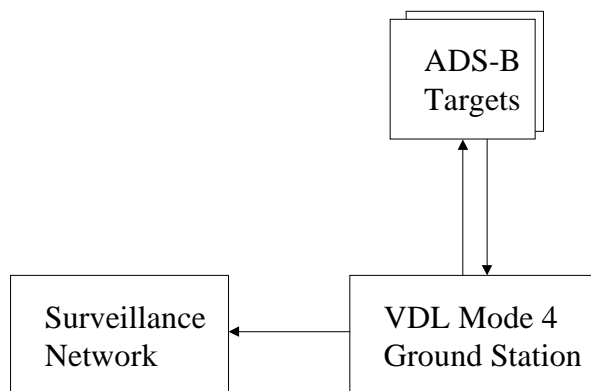 ADS-B
Targets
Surveillance
Network
VDL Mode 4
Ground Station